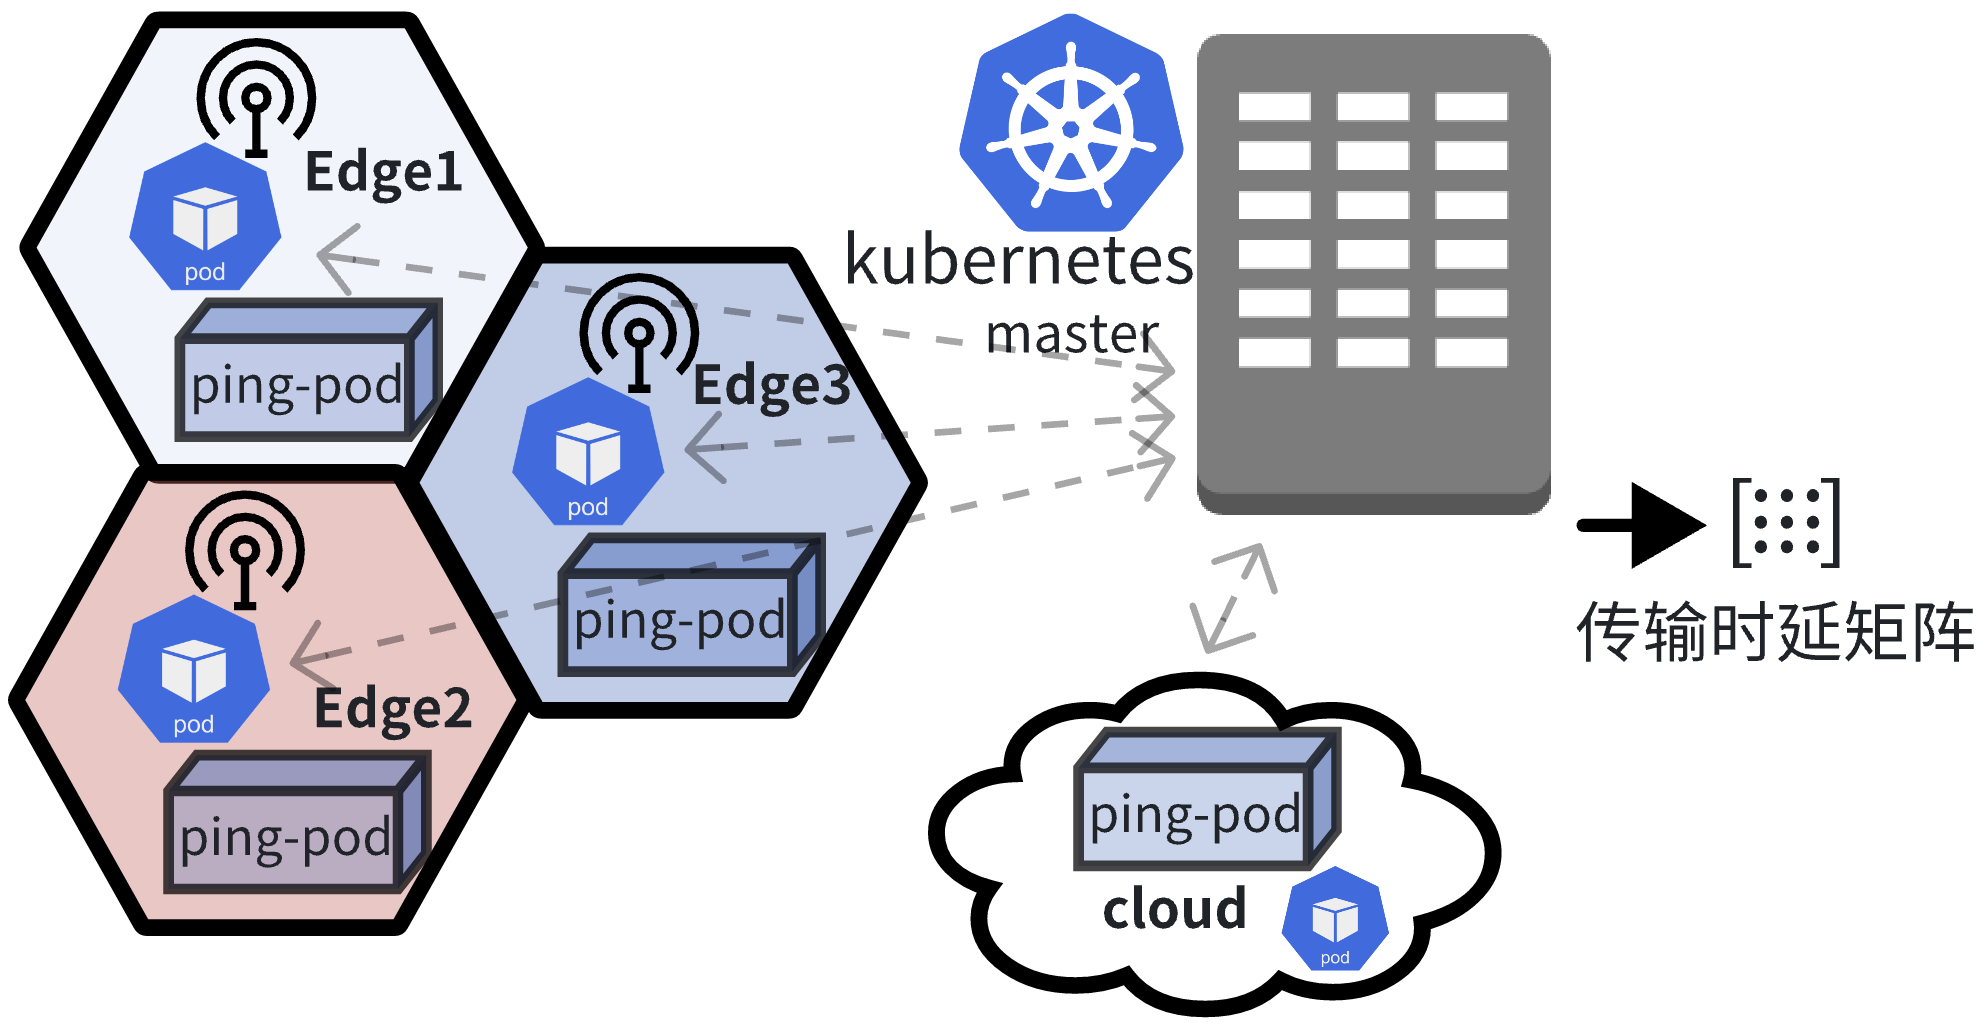 Edge1
pod
ping-pod
Edge3
pod
ping-pod
Edge2
pod
ping-pod
kubernetes
master
传输时延矩阵
ping-pod
cloud
pod